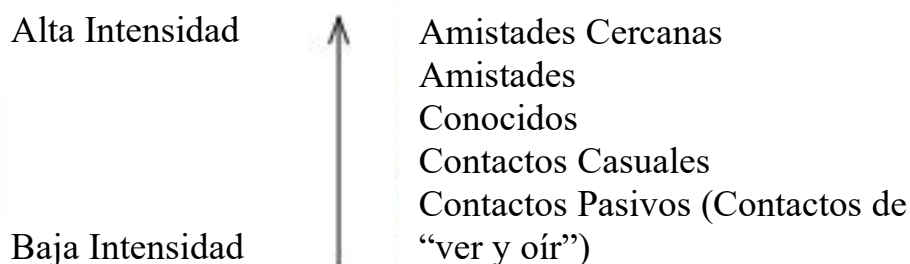 Alta Intensidad
Amistades Cercanas
Amistades
Conocidos
Contactos Casuales
Contactos Pasivos (Contactos de
Baja Intensidad
“ver y oír”)